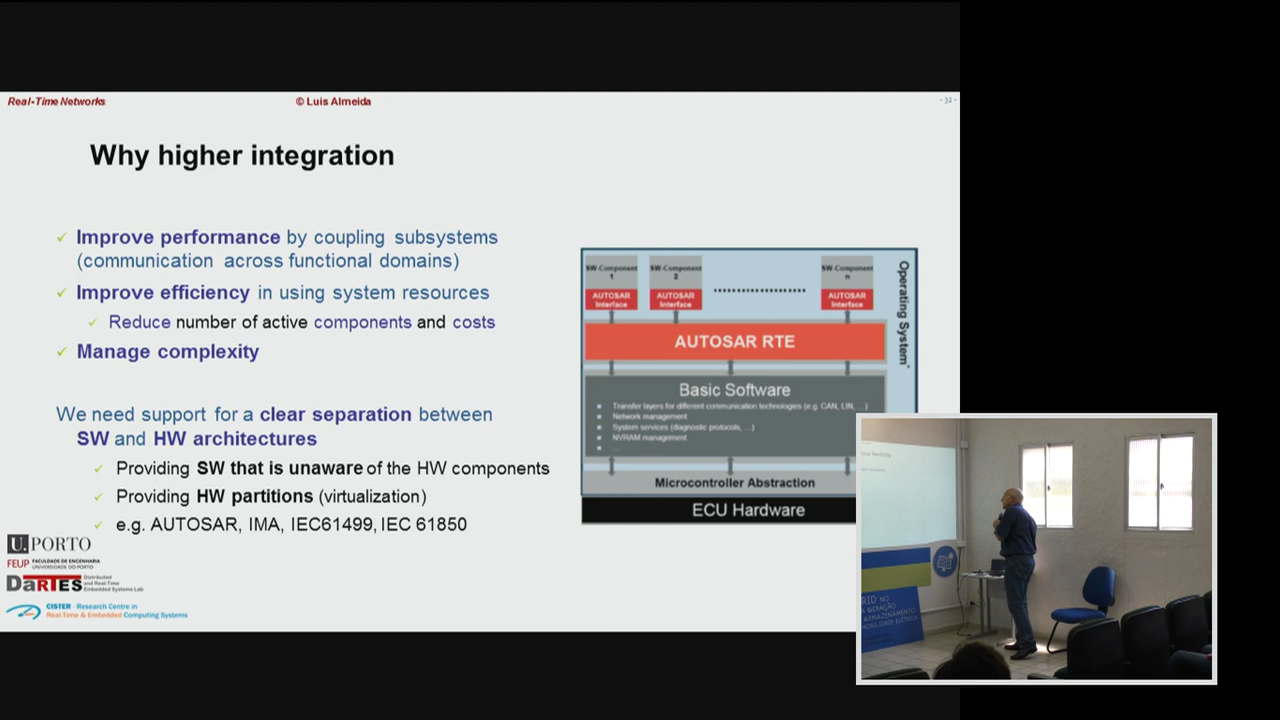 Real-Time Networks
© Luis Almeida
- 32 -
Why higher integration
✓ Improve performance by coupling subsystems
(communication across functional domains)
✓ Improve efficiency in using system resources
✓ Reduce number of active components and costs
✓ Manage complexity
We need support for a clear separation between
SW and HW architectures
✓ Providing SW that is unaware of the HW components
✓ Providing HW partitions (virtualization)
✓ e.g. AUTOSAR, IMA, IEC61499, IEC 61850
SW-Component
1
SW-Component
2
SW-Component
n
AUTOSAR
Interface
AUTOSAR
Interface
AUTOSAR
Interface
Operating System
AUTOSAR RTE
Basic Software
Transfer layers for different communication technologies (e.g. CAN, LIN, ...)
Network management
System services (diagnostic protocols, ...)
NVRAM management
...
Microcontroller Abstraction
ECU Hardware
U.PORTO
FEUP FACULDADE DE ENGENHARIA
UNIVERSIDADE DO PORTO
DaRTES Distributed
and Real-Time
Embedded Systems Lab
CISTER - Research Centre in
Real-Time & Embedded Computing Systems
RID NO
GERAÇÃO
ARMAZENAMENTO
MOBILIDADE ELÉTRICA